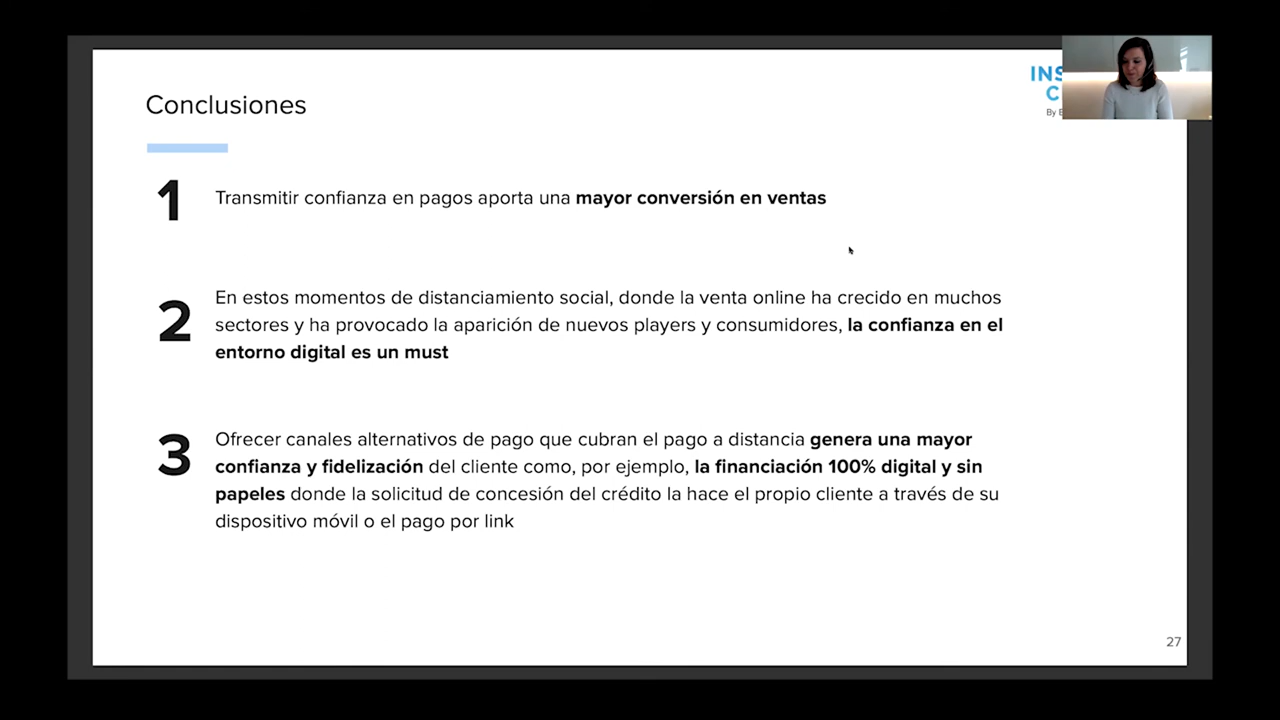 Conclusiones
1
Transmitir confianza en pagos aporta una mayor conversión en ventas
2
En estos momentos de distanciamiento social, donde la venta online ha crecido en muchos
sectores y ha provocado la aparición de nuevos players y consumidores, la confianza en el
entorno digital es un must
3
Ofrecer canales alternativos de pago que cubran el pago a distancia genera una mayor
confianza y fidelización del cliente como, por ejemplo, la financiación 100% digital y sin
papeles donde la solicitud de concesión del crédito la hace el propio cliente a través de su
dispositivo móvil o el pago por link
27